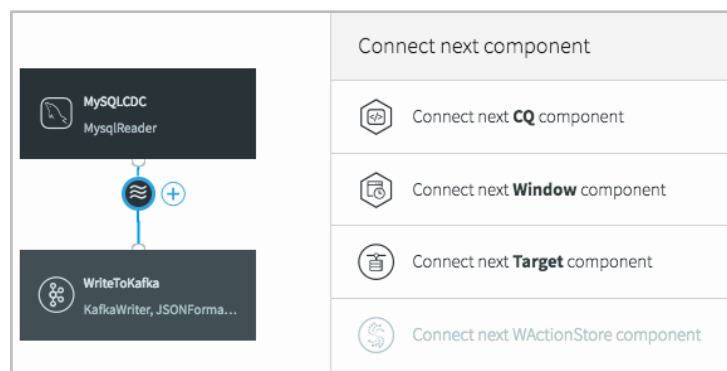 MySQLCDC
MysqlReader
WriteToKafka
KafkaWriter, JSONForma...
Connect next component
Connect next CQ component
Connect next Window component
Connect next Target component
Connect next WActionStore component